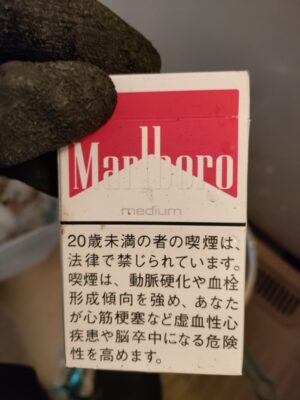 Marlboro
medium
20歳未満の者の喫煙は、
法律で禁じられています。
喫煙は、動脈硬化や血栓
形成傾向を強め、あなた
が心筋梗塞など虚血性心
疾患や脳卒中になる危険
性を高めます。